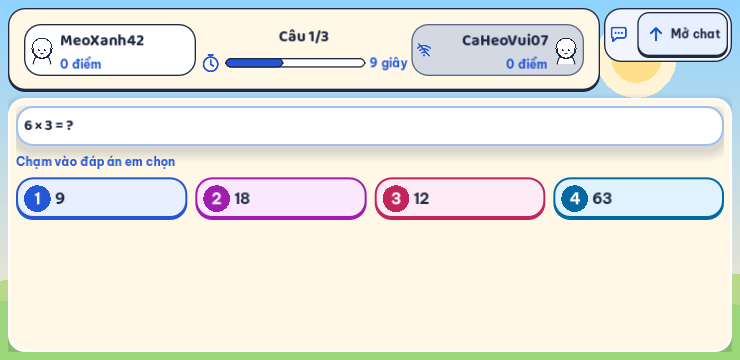 MeoXanh42
0 điểm
Câu 1/3
9 giây
CaHeoVui07
0 điểm
Mở chat
6 × 3 = ?
Chạm vào đáp án em chọn
1 9
2 18
3 12
4 63